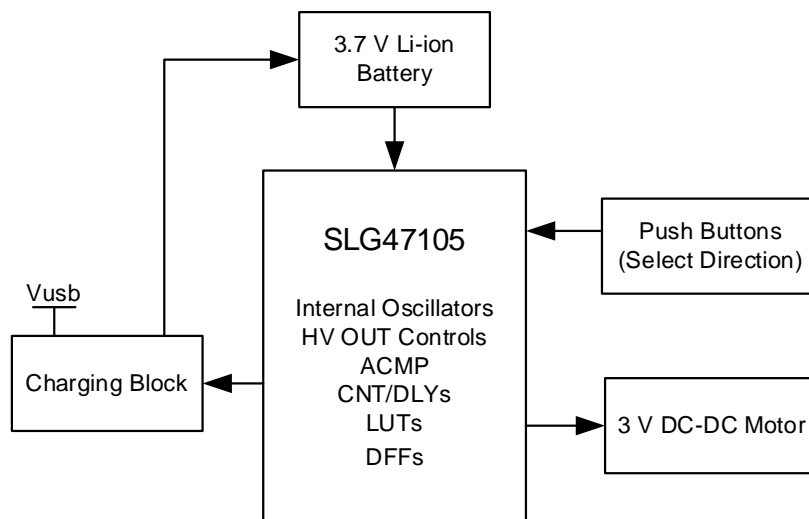 3.7 V Li-ion
Battery
SLG47105
Internal Oscillators
HV OUT Controls
ACMP
CNT/DLYs
LUTs
DFFs
Push Buttons
(Select Direction)
Vusb
Charging Block
3 V DC-DC Motor